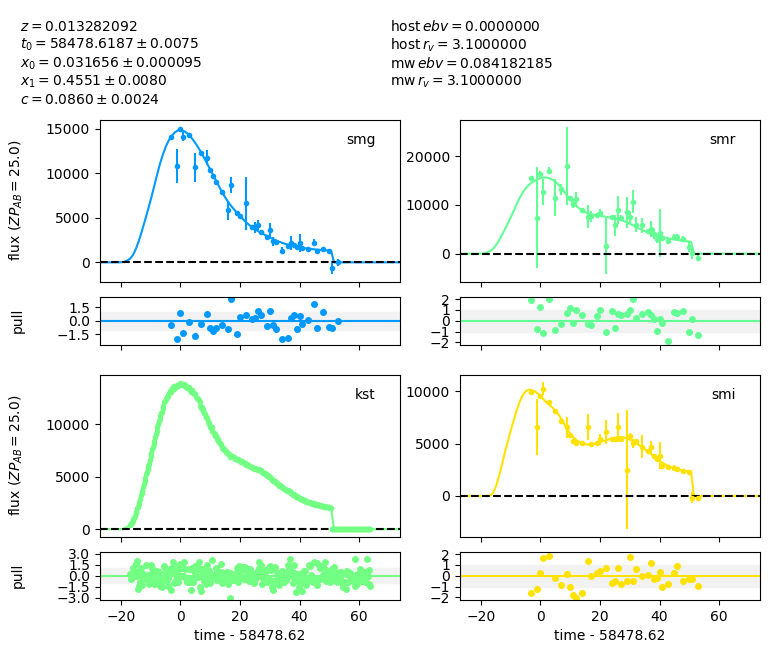 z = 0.013282092
t₀ = 58478.6187 ± 0.0075
x₀ = 0.031656 ± 0.000095
x₁ = 0.4551 ± 0.0080
c = 0.0860 ± 0.0024
host ebv = 0.0000000
host r_v = 3.1000000
mw ebv = 0.084182185
mw r_v = 3.1000000
flux (ZP_AB = 25.0)
15000
10000
5000
0
smg
20000
10000
0
smr
pull
1.5
0.0
−1.5
2
1
0
−1
−2
flux (ZP_AB = 25.0)
10000
5000
0
kst
10000
5000
0
smi
pull
3.0
1.5
0.0
−1.5
−3.0
−20 0 20 40 60
time - 58478.62
2
1
0
−1
−2
−20 0 20 40 60
time - 58478.62